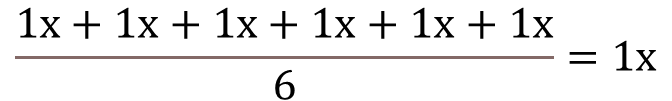 1x + 1x + 1x + 1x + 1x + 1x
6
= 1x